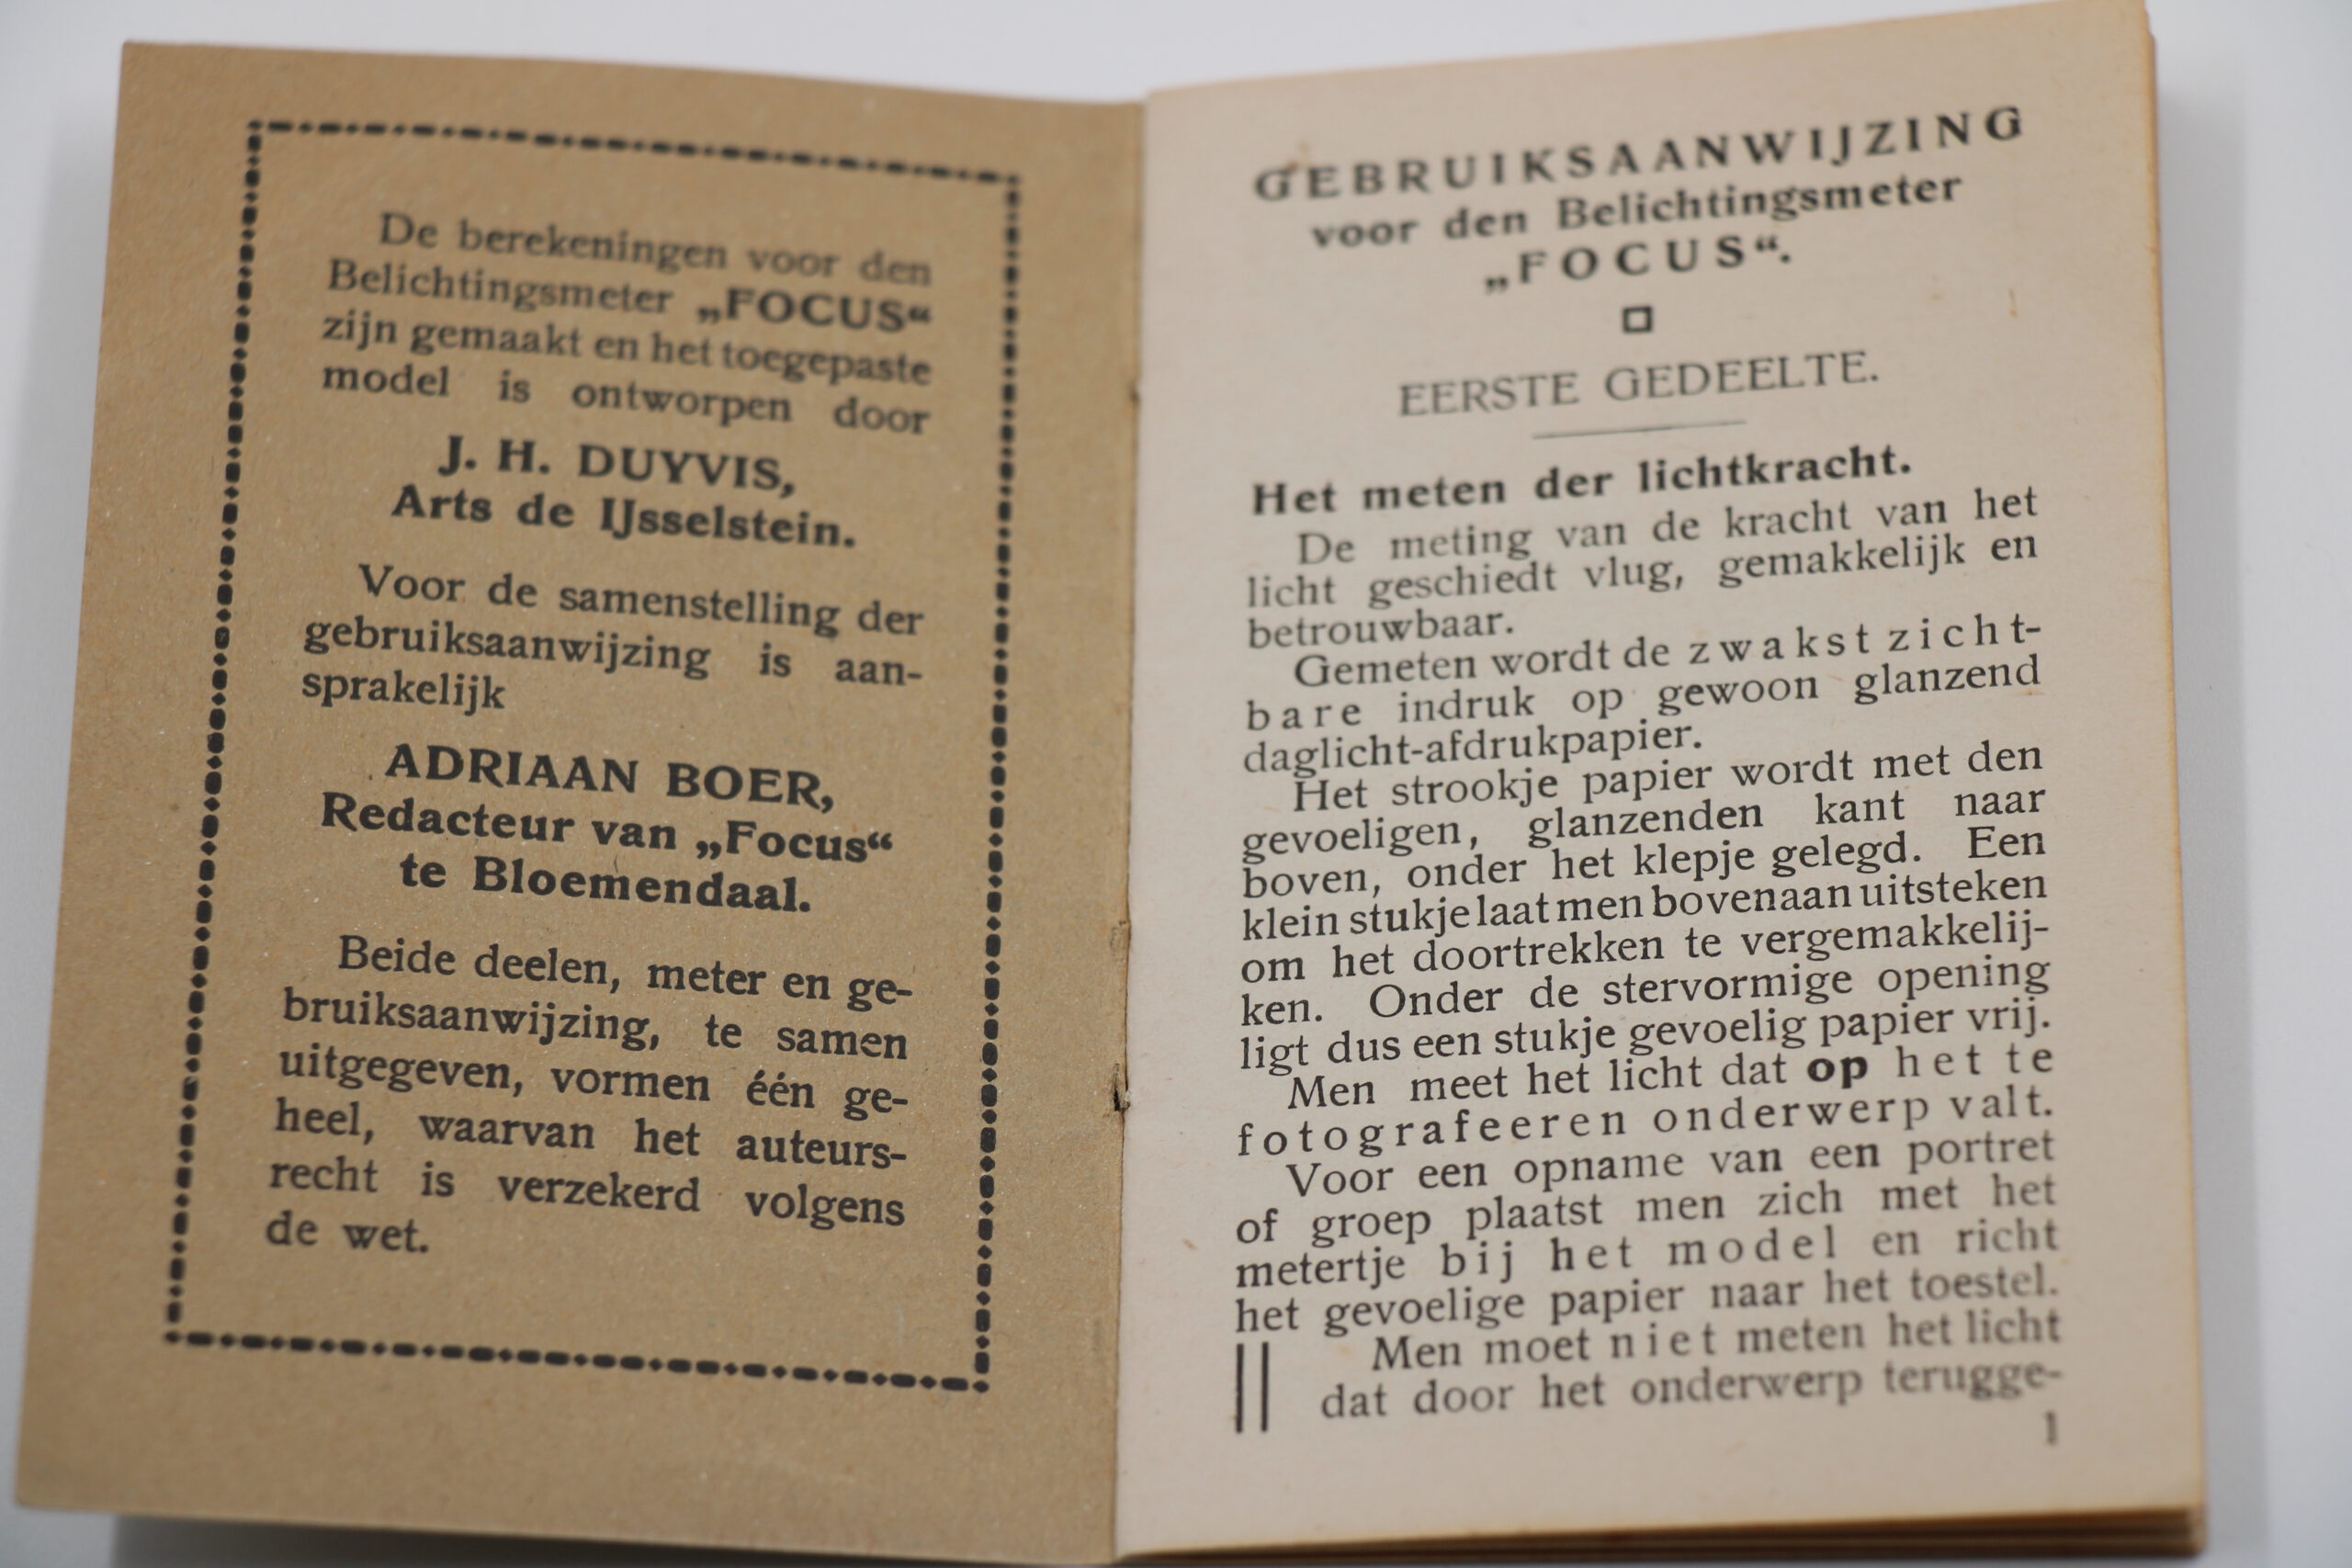 De berekeningen voor den
Belichtingsmeter „FOCUS“
zijn gemaakt en het toegepaste
model is ontworpen door
J. H. DUYVIS,
Arts de IJsselstein.
Voor de samenstelling der
gebruiksaanwijzing is aan-
sprakelijk
ADRIAAN BOER,
Redacteur van „Focus“
te Bloemendaal.
Beide deelen, meter en ge-
bruiksaanwijzing, te samen
uitgegeven, vormen één ge-
heel, waarvan het auteurs-
recht is verzekerd volgens
de wet.
GEBRUIKSAANWIJZING
voor den Belichtingsmeter
„FOCUS“.
EERSTE GEDEELTE.
Het meten der lichtkracht.
De meting van de kracht van het
licht geschiedt vlug, gemakkelijk en
betrouwbaar.
Gemeten wordt de zwakst zicht-
bare indruk op gewoon glanzend
daglicht-afdrukpapier.
Het strookje papier wordt met den
gevoeligen, glanzenden kant naar
boven, onder het klepje gelegd. Een
klein stukje laat men bovenaan uitsteken
om het doortrekken te vergemakkelij-
ken. Onder de stervormige opening
ligt dus een stukje gevoelig papier vrij.
Men meet het licht dat op het te
fotografeeren onderwerp valt.
Voor een opname van een portret
of groep plaatst men zich met het
metertje bij het model en richt
het gevoelige papier naar het toestel.
Men moet niet meten het licht
dat door het onderwerp terugge-
1